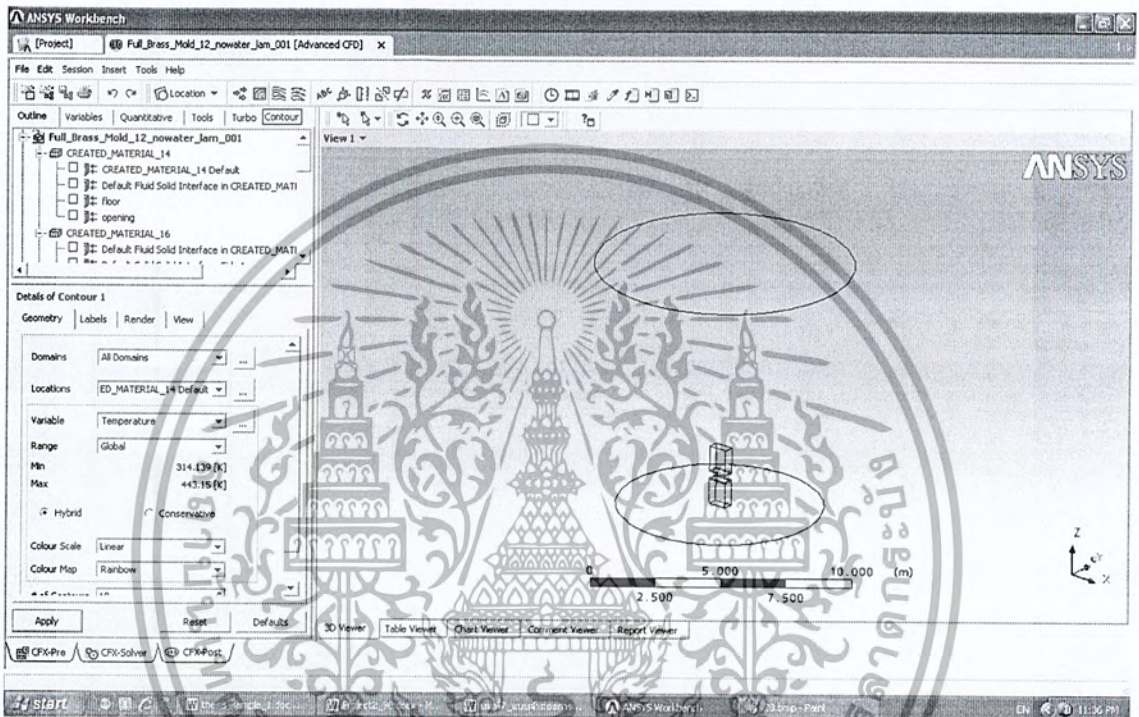 ANSYS Workbench
[Project]
Full_Brass_Mold_12_nowater_lam_001 [Advanced CFD]
File Edit Session Insert Tools Help
Location
Outline Variables Quantitative Tools Turbo Contour
View 1
Full_Brass_Mold_12_nowater_lam_001
CREATED_MATERIAL_14
CREATED_MATERIAL_14 Default
Default Fluid Solid Interface in CREATED_MATI
floor
opening
CREATED_MATERIAL_16
Default Fluid Solid Interface in CREATED_MATI
ANSYS
Details of Contour 1
Geometry Labels Render View
Domains All Domains
Locations ED_MATERIAL_14 Default
Variable Temperature
Range Global
Min 314.139 [K]
Max 443.15 [K]
Hybrid Conservative
Colour Scale Linear
Colour Map Rainbow
Apply Reset Defaults
0 5.000 10.000 (m)
2.500 7.500
Z
Y
X
3D Viewer Table Viewer Chart Viewer Comment Viewer Report Viewer
CFX-Pre CFX-Solver CFX-Post
start
ANSYS Workbench
23.bmp - Paint
EN
11:36 PM